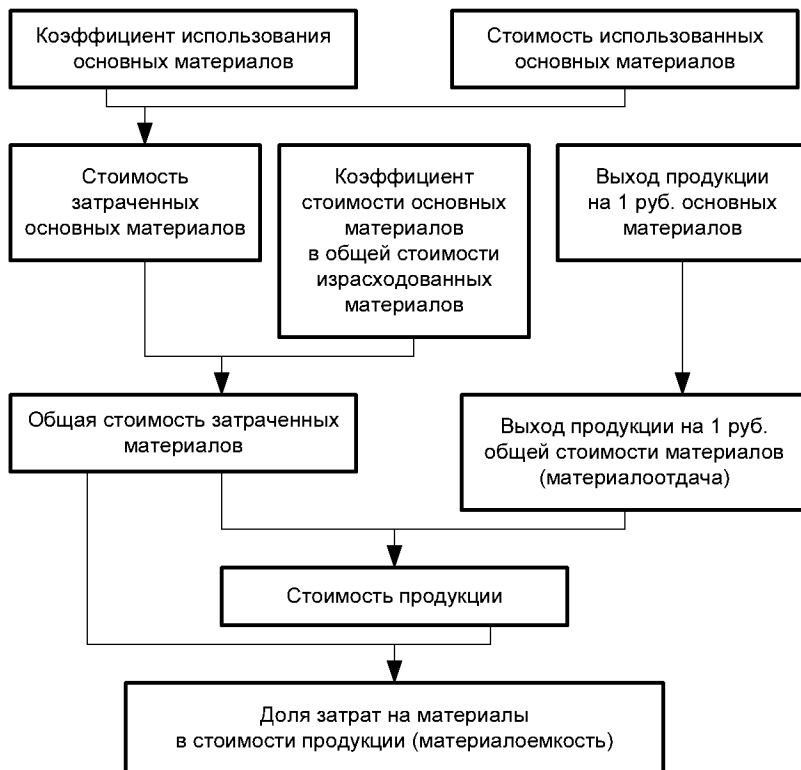 Коэффициент использования
основных материалов
Стоимость использованных
основных материалов
Стоимость
затраченных
основных материалов
Коэффициент
стоимости основных
материалов
в общей стоимости
израсходованных
материалов
Выход продукции
на 1 руб. основных
материалов
Общая стоимость затраченных
материалов
Выход продукции на 1 руб.
общей стоимости материалов
(материалоотдача)
Стоимость продукции
Доля затрат на материалы
в стоимости продукции (материалоемкость)